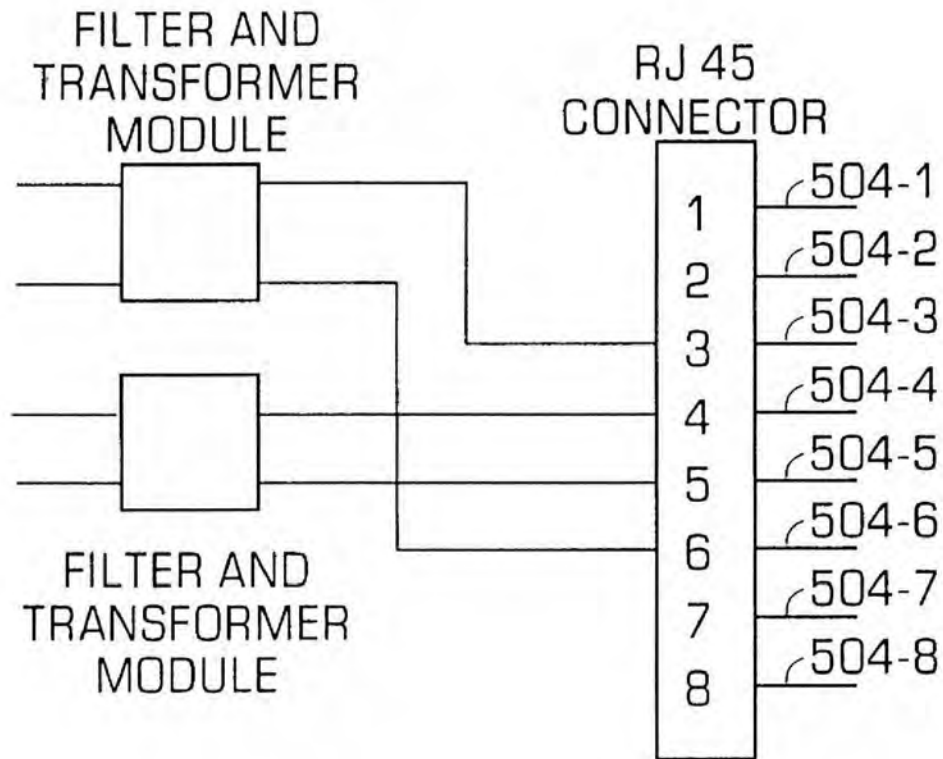 FILTER AND
TRANSFORMER
MODULE
RJ 45
CONNECTOR
1
2
3
4
5
6
7
8
504-1
504-2
504-3
504-4
504-5
504-6
504-7
504-8
FILTER AND
TRANSFORMER
MODULE